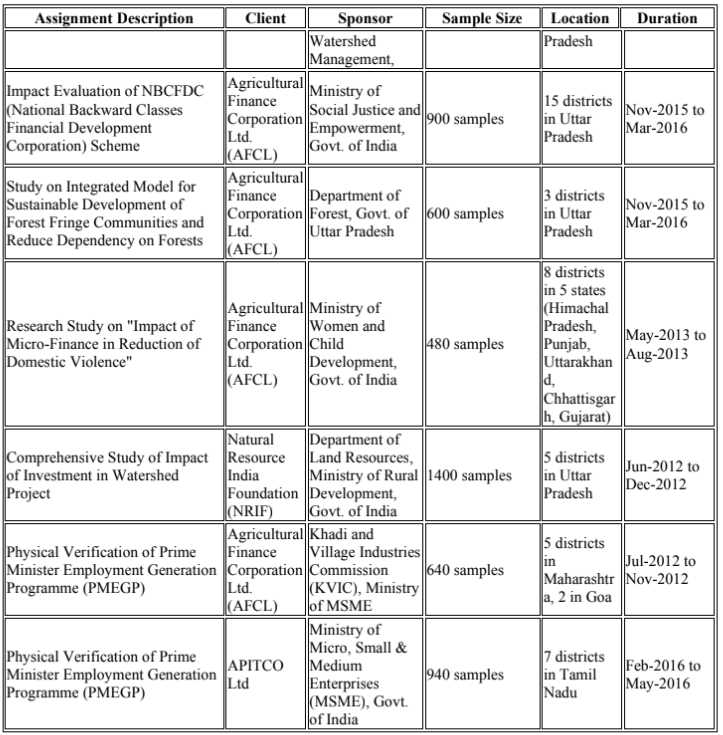 Assignment Description Client Sponsor Sample Size Location Duration
Watershed
Management,
Pradesh
Impact Evaluation of NBCFDC
(National Backward Classes
Financial Development
Corporation) Scheme
Agricultural
Finance
Corporation
Ltd.
(AFCL)
Ministry of
Social Justice and
Empowerment,
Govt. of India
900 samples
15 districts
in Uttar
Pradesh
Nov-2015 to
Mar-2016
Study on Integrated Model for
Sustainable Development of
Forest Fringe Communities and
Reduce Dependency on Forests
Agricultural
Finance
Corporation
Ltd.
(AFCL)
Department of
Forest, Govt. of
Uttar Pradesh
600 samples
3 districts
in Uttar
Pradesh
Nov-2015 to
Mar-2016
Research Study on "Impact of
Micro-Finance in Reduction of
Domestic Violence"
Agricultural
Finance
Corporation
Ltd.
(AFCL)
Ministry of
Women and
Child
Development,
Govt. of India
480 samples
8 districts
in 5 states
(Himachal
Pradesh,
Punjab,
Uttarakhan
d,
Chhattisgar
h, Gujarat)
May-2013 to
Aug-2013
Comprehensive Study of Impact
of Investment in Watershed
Project
Natural
Resource
India
Foundation
(NRIF)
Department of
Land Resources,
Ministry of Rural
Development,
Govt. of India
1400 samples
5 districts
in Uttar
Pradesh
Jun-2012 to
Dec-2012
Physical Verification of Prime
Minister Employment Generation
Programme (PMEGP)
Agricultural
Finance
Corporation
Ltd.
(AFCL)
Khadi and
Village Industries
Commission
(KVIC), Ministry
of MSME
640 samples
5 districts
in
Maharashtr
a, 2 in Goa
Jul-2012 to
Nov-2012
Physical Verification of Prime
Minister Employment Generation
Programme (PMEGP)
APITCO
Ltd
Ministry of
Micro, Small &
Medium
Enterprises
(MSME), Govt.
of India
940 samples
7 districts
in Tamil
Nadu
Feb-2016 to
May-2016